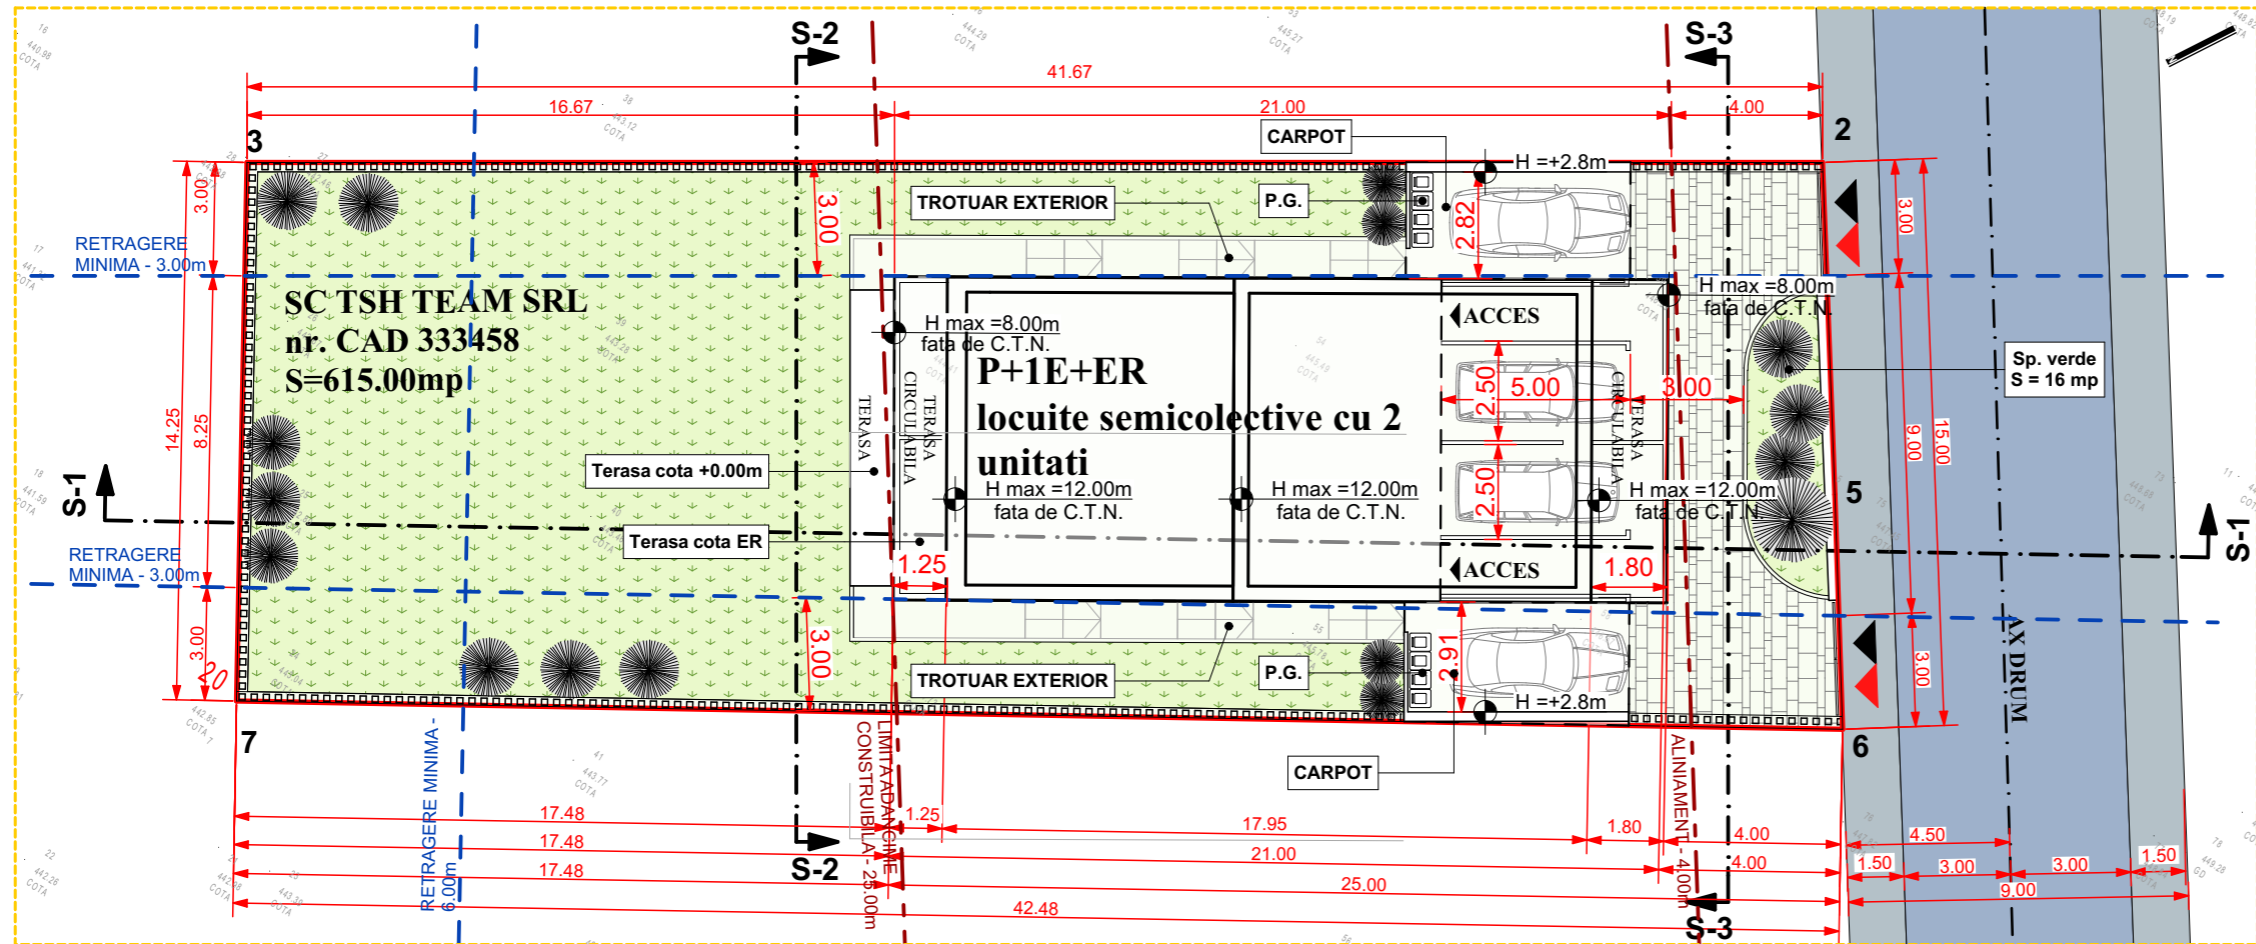 S-2
S-3
41.67
16.67
21.00
4.00
3
2
CARPOT
H =+2.8m
3.00
3.00
TROTUAR EXTERIOR
P.G.
2.82
3.00
RETRAGERE
MINIMA - 3.00m
SC TSH TEAM SRL
nr. CAD 333458
S=615.00mp
H max =8.00m
fata de C.T.N.
ACCES
H max =8.00m
fata de C.T.N.
P+1E+ER
locuite semicolective cu 2
unitati
TERASA
TERASA
CIRCULABILA
2.50
5.00
3.00
TERASA
CIRCULABILA
Sp. verde
S = 16 mp
14.25
8.25
9.00
15.00
Terasa cota +0.00m
H max =12.00m
fata de C.T.N.
H max =12.00m
fata de C.T.N.
2.50
H max =12.00m
fata de C.T.N.
5
S-1
S-1
Terasa cota ER
RETRAGERE
MINIMA - 3.00m
1.25
ACCES
1.80
3.00
20
3.00
TROTUAR EXTERIOR
P.G.
2.91
H =+2.8m
3.00
AX DRUM
7
6
CARPOT
RETRAGERE MINIMA -
6.00m
LIMITA ADANCIME
CONSTRUIBILA - 25.00m
ALINIAMENT - 4.00m
17.48
1.25
17.95
1.80
4.00
4.50
17.48
21.00
4.00
1.50
3.00
3.00
1.50
S-2
17.48
25.00
9.00
42.48
S-3